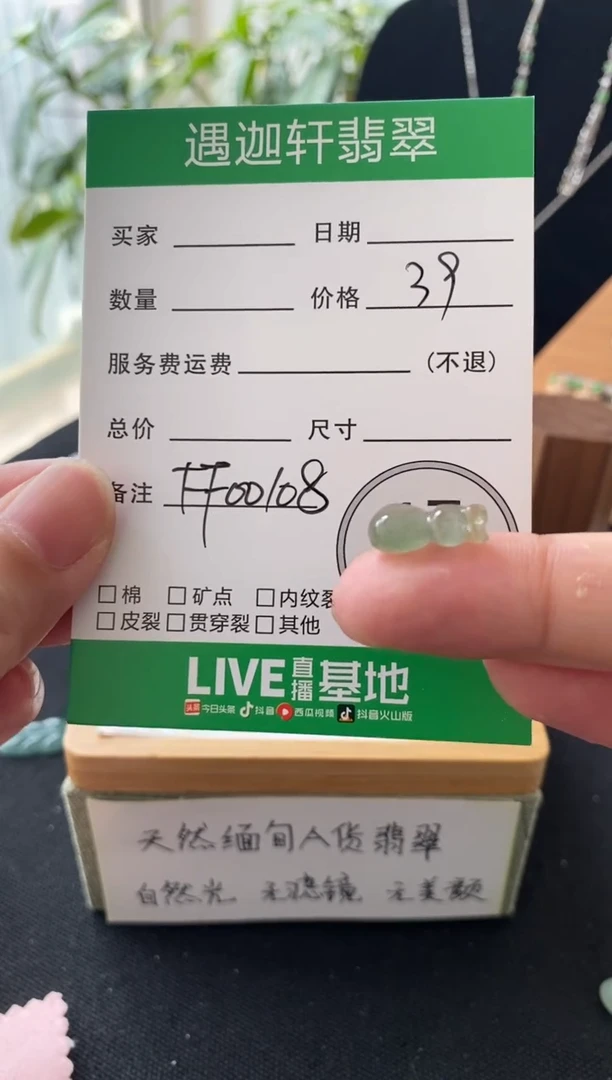 遇迦轩翡翠
买家 日期
数量 价格 39
服务费运费 (不退)
总价 尺寸
备注 TF00108
棉 矿点 内纹裂
皮裂 贯穿裂 其他
LIVE直播基地
头条 今日头条 抖音 西瓜视频 抖音火山版
天然缅甸A货翡翠
自然光 无滤镜 无美颜